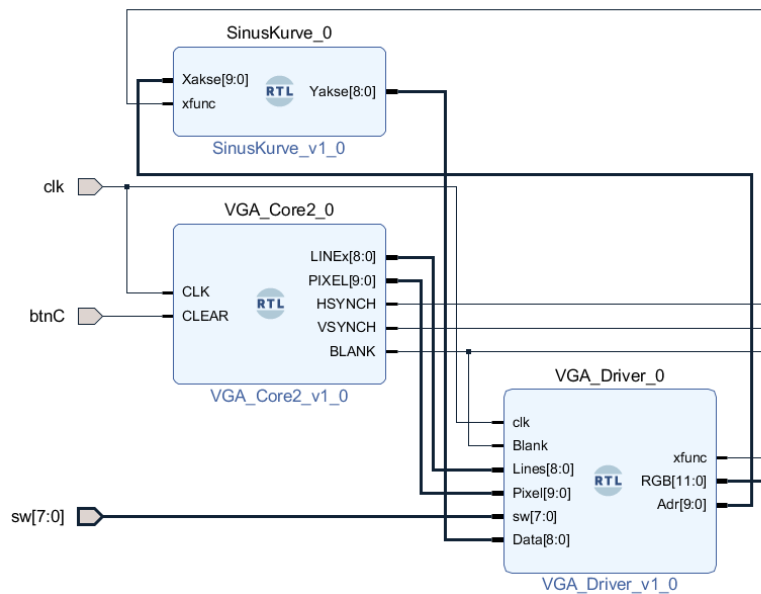 SinusKurve_0
Xakse[9:0]
xfunc
RTL
Yakse[8:0]
SinusKurve_v1_0
clk
btnC
sw[7:0]
VGA_Core2_0
CLK
CLEAR
RTL
LINEx[8:0]
PIXEL[9:0]
HSYNCH
VSYNCH
BLANK
VGA_Core2_v1_0
VGA_Driver_0
clk
Blank
Lines[8:0]
Pixel[9:0]
sw[7:0]
Data[8:0]
RTL
xfunc
RGB[11:0]
Adr[9:0]
VGA_Driver_v1_0